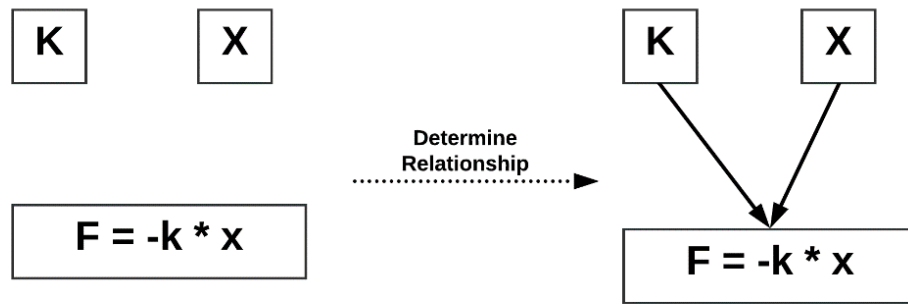 K
X
F = -k * x
Determine
Relationship
K
X
F = -k * x